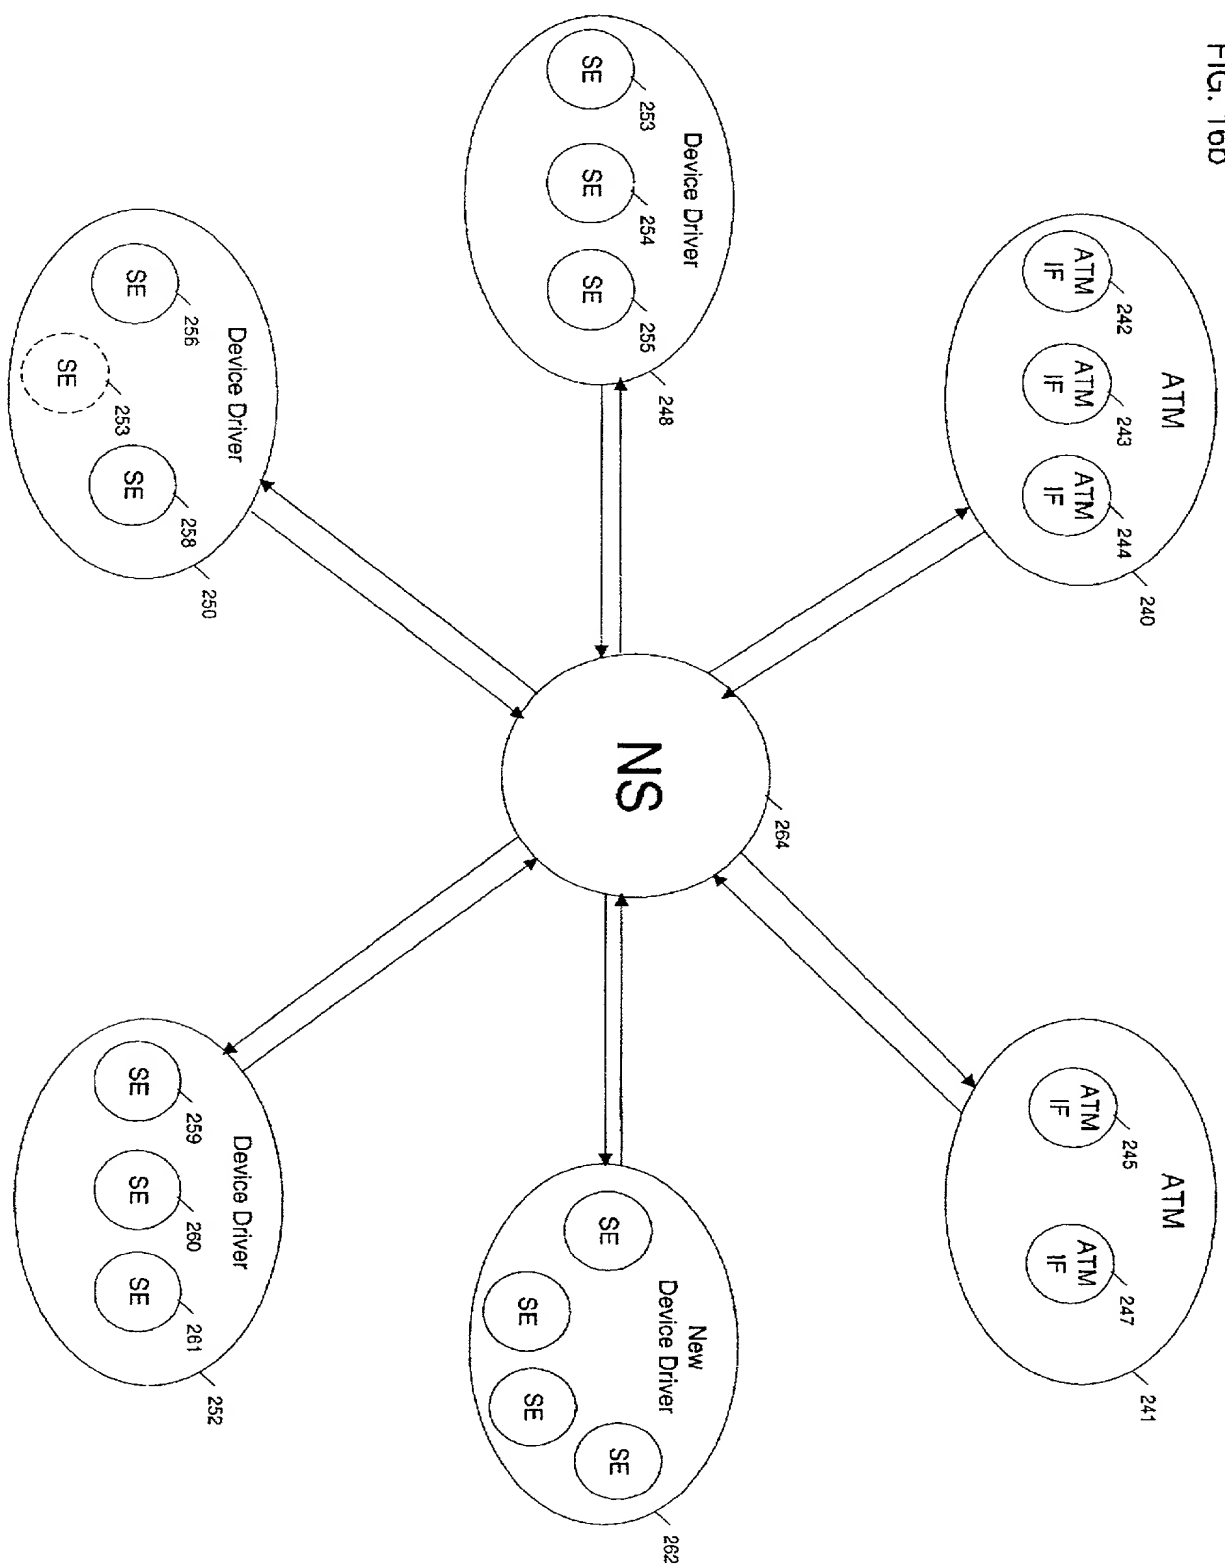 FIG. 16b
ATM
ATM
IF
242
ATM
IF
243
ATM
IF
244
240
ATM
ATM
IF
245
ATM
IF
247
241
Device Driver
SE
253
SE
254
SE
255
248
NS
264
New
Device Driver
SE
SE
SE
SE
262
Device Driver
SE
256
SE
253
SE
258
250
Device Driver
SE
259
SE
260
SE
261
252